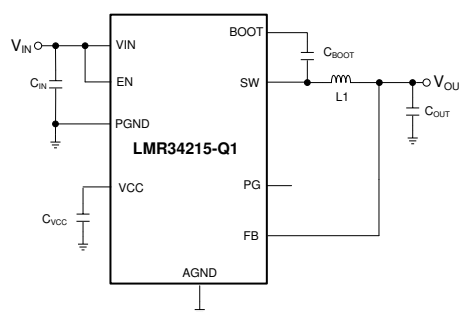 BOOT
V_IN
VIN
C_BOOT
C_IN
EN
SW
V_OU
L1
C_OUT
PGND
LMR34215-Q1
VCC
PG
C_VCC
FB
AGND